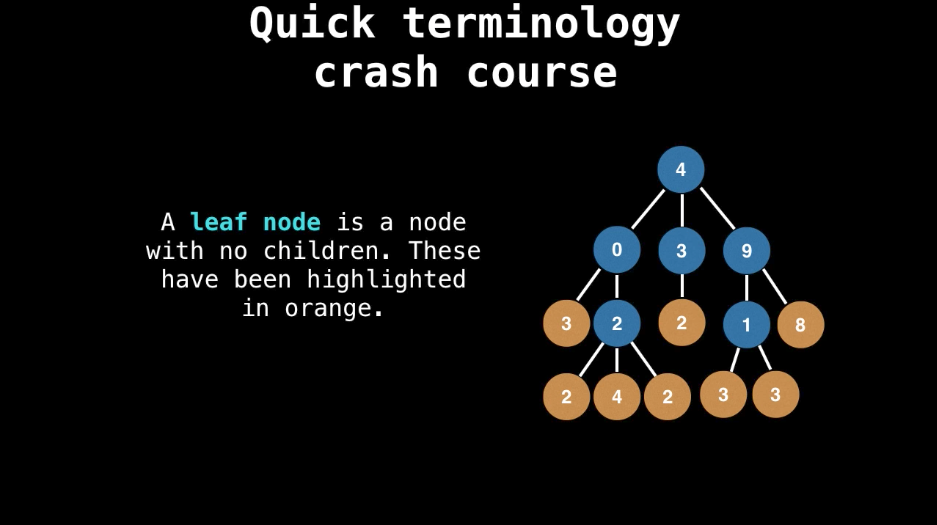 Quick terminology
crash course
A leaf node is a node
with no children. These
have been highlighted
in orange.
4
0 3 9
3 2 2 1 8
2 4 2 3 3